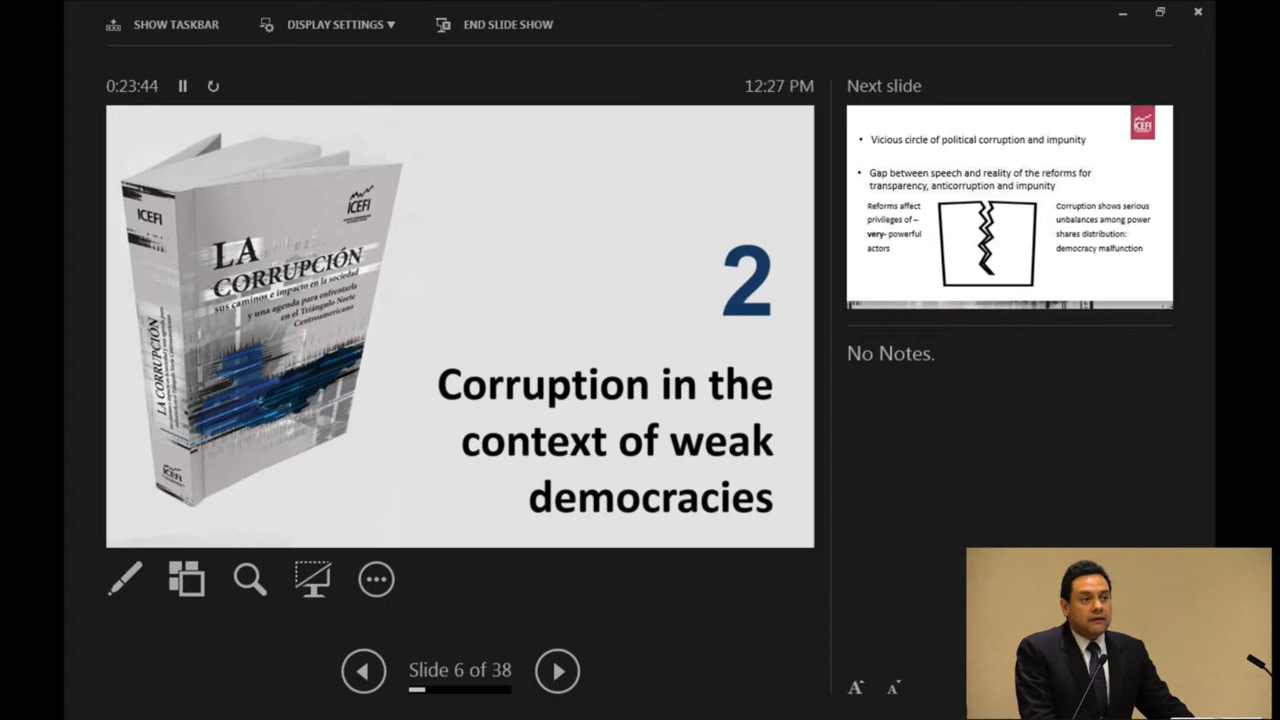 SHOW TASKBAR
DISPLAY SETTINGS ▼
END SLIDE SHOW
0:23:44
12:27 PM
Next slide
ICEFI
LA CORRUPCIÓN
ICEFI
LA
CORRUPCIÓN
sus caminos e impacto en la sociedad
y una agenda para enfrentarla
en el Triángulo Norte
Centroamericano
ICEFI
2
Corruption in the
context of weak
democracies
ICEFI
• Vicious circle of political corruption and impunity
• Gap between speech and reality of the reforms for
transparency, anticorruption and impunity
Reforms affect
privileges of –
very- powerful
actors
Corruption shows serious
unbalances among power
shares distribution:
democracy malfunction
No Notes.
Slide 6 of 38
A A